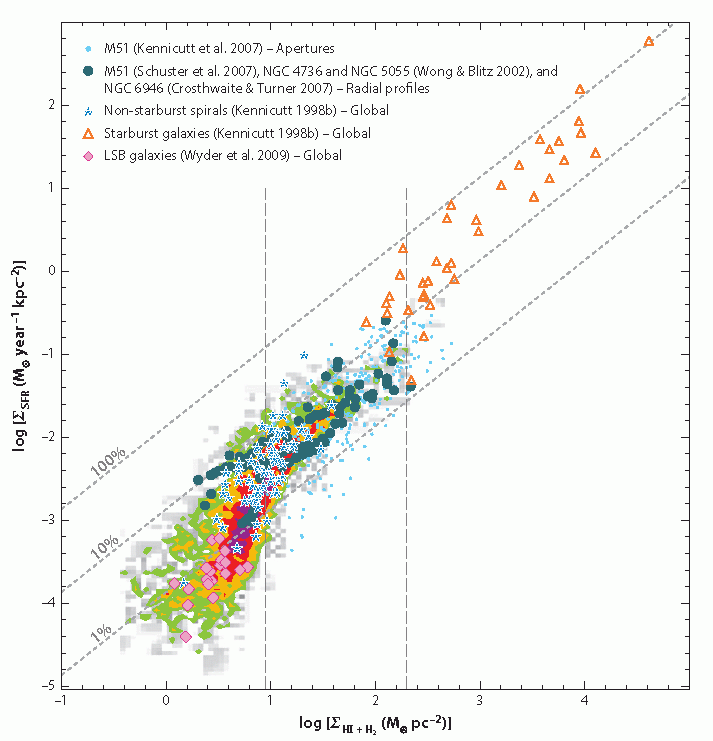 M51 (Kennicutt et al. 2007) – Apertures
M51 (Schuster et al. 2007), NGC 4736 and NGC 5055 (Wong & Blitz 2002), and
NGC 6946 (Crosthwaite & Turner 2007) – Radial profiles
Non-starburst spirals (Kennicutt 1998b) – Global
Starburst galaxies (Kennicutt 1998b) – Global
LSB galaxies (Wyder et al. 2009) – Global
2
1
0
−1
−2
−3
−4
−5
log [Σ_SFR (M_⊙ year⁻¹ kpc⁻²)]
100%
10%
1%
−1 0 1 2 3 4
log [Σ_HI + H₂ (M_⊙ pc⁻²)]